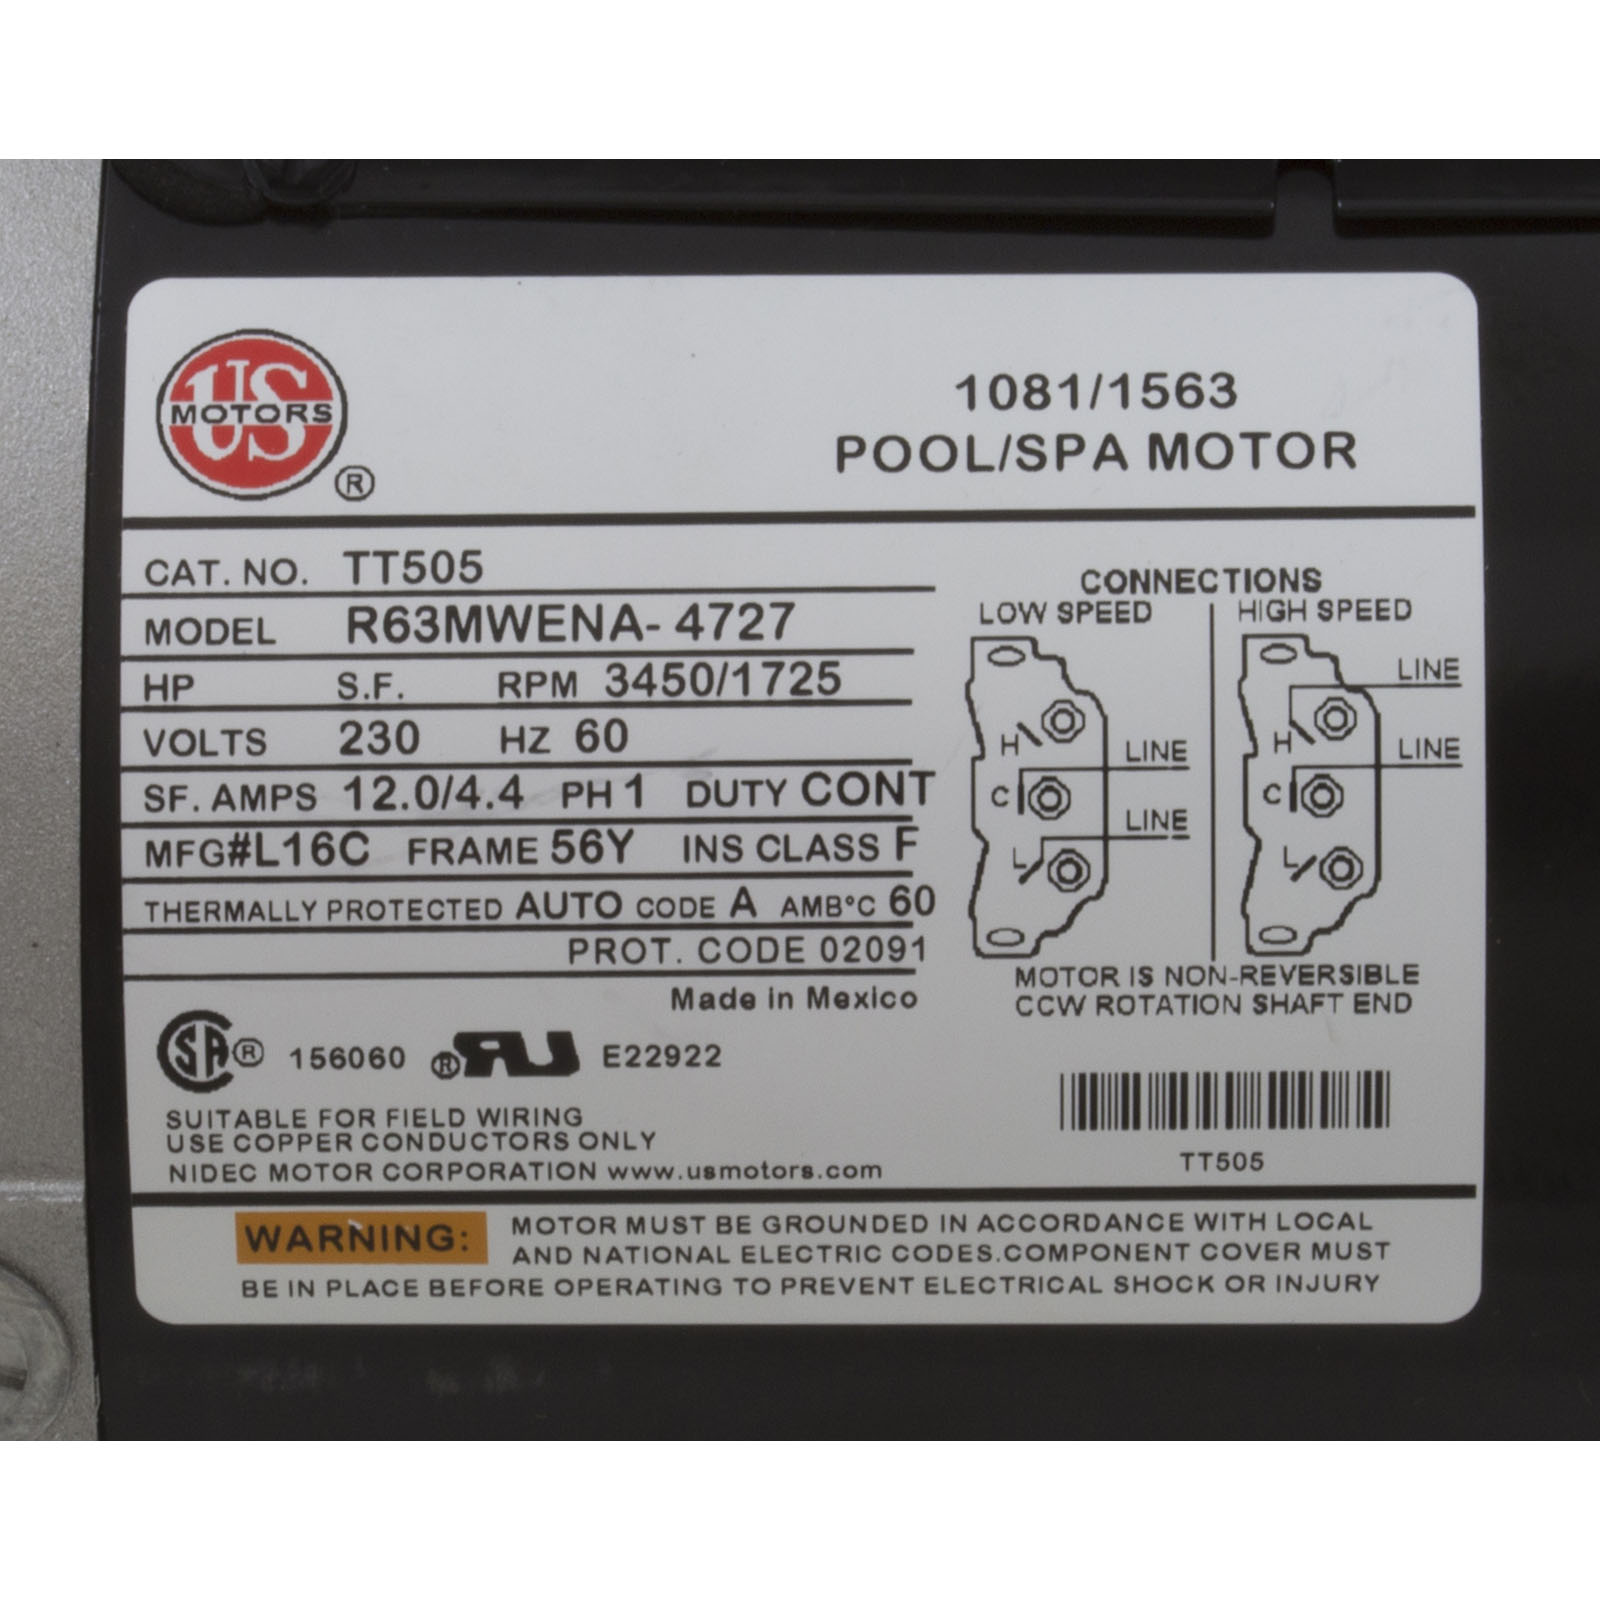 US
MOTORS
®
1081/1563
POOL/SPA MOTOR
CAT. NO. TT505
MODEL R63MWENA-4727
HP S.F. RPM 3450/1725
VOLTS 230 HZ 60
SF. AMPS 12.0/4.4 PH 1 DUTY CONT
MFG#L16C FRAME 56Y INS CLASS F
THERMALLY PROTECTED AUTO CODE A AMB°C 60
PROT. CODE 02091
Made in Mexico
CONNECTIONS
LOW SPEED HIGH SPEED
H
C
L
LINE
LINE
H
C
L
LINE
LINE
MOTOR IS NON-REVERSIBLE
CCW ROTATION SHAFT END
SA® 156060 ®UR E22922
SUITABLE FOR FIELD WIRING
USE COPPER CONDUCTORS ONLY
NIDEC MOTOR CORPORATION www.usmotors.com
TT505
WARNING: MOTOR MUST BE GROUNDED IN ACCORDANCE WITH LOCAL
AND NATIONAL ELECTRIC CODES.COMPONENT COVER MUST
BE IN PLACE BEFORE OPERATING TO PREVENT ELECTRICAL SHOCK OR INJURY